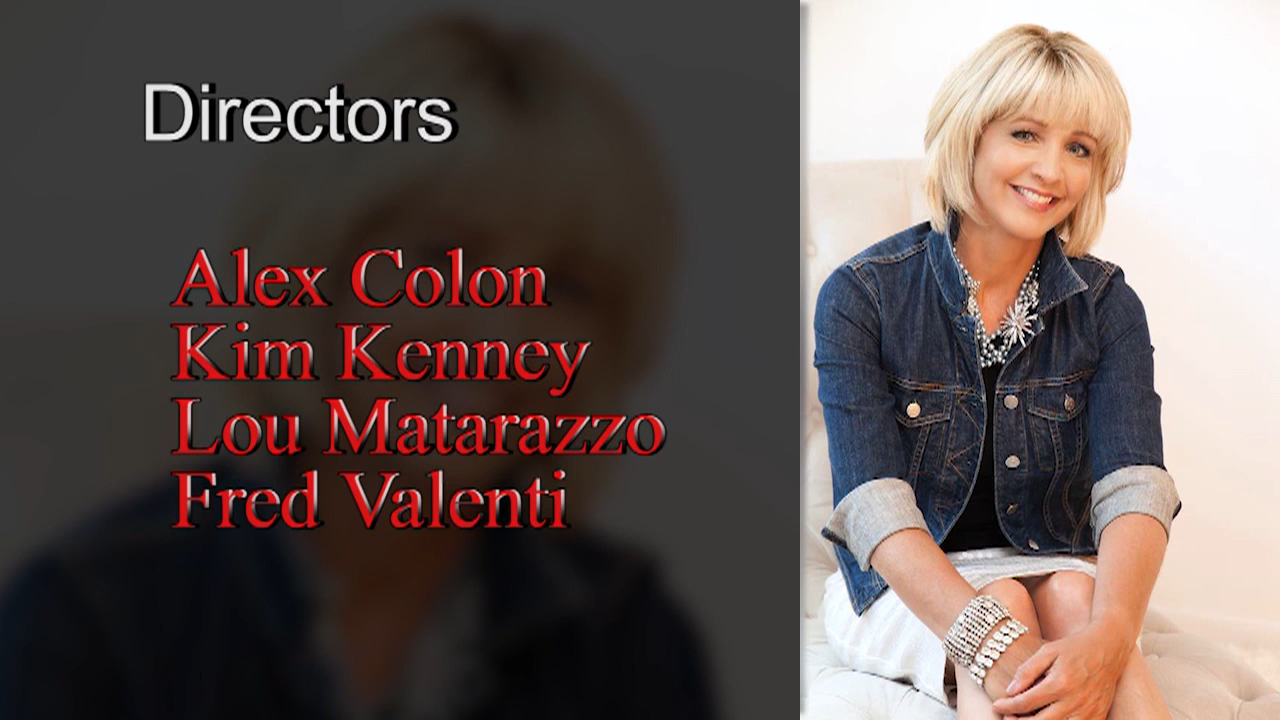 Directors
Alex Colon
Kim Kenney
Lou Matarazzo
Fred Valenti